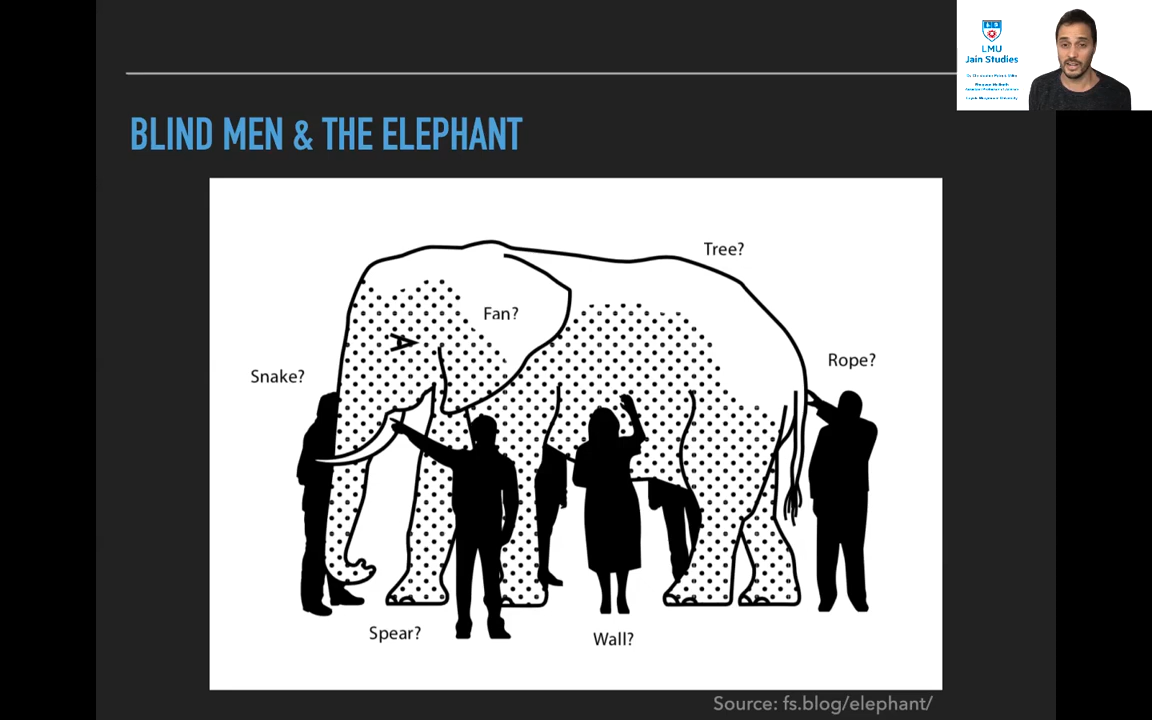 LMU
Jain Studies
BLIND MEN & THE ELEPHANT
Tree?
Fan?
Rope?
Snake?
Spear?
Wall?
Source: fs.blog/elephant/